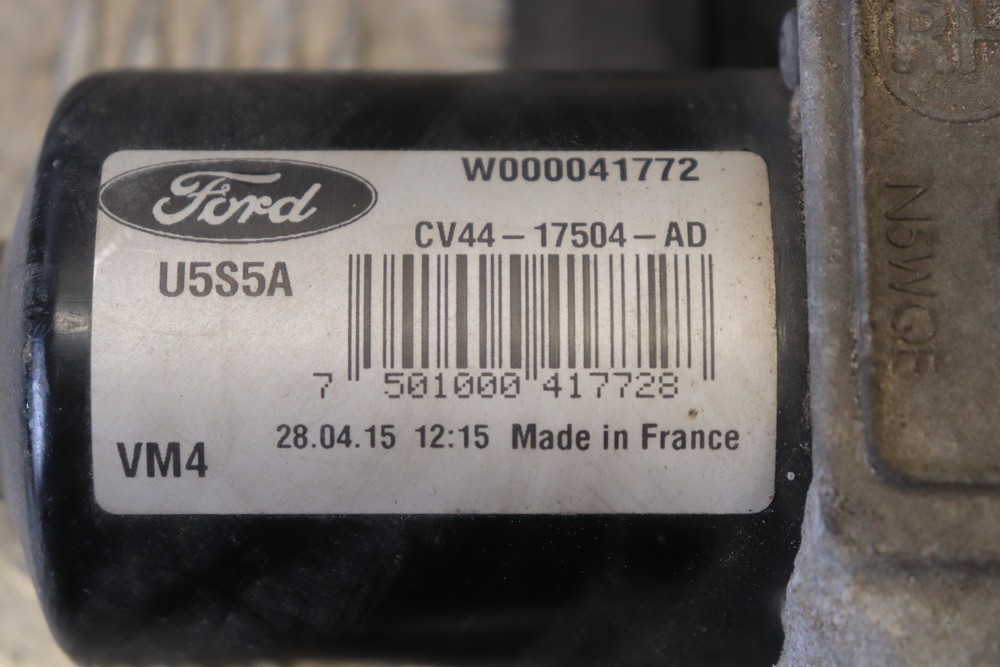 Ford
W000041772
CV44-17504-AD
U5S5A
7 501000 417728
28.04.15 12:15 Made in France
VM4